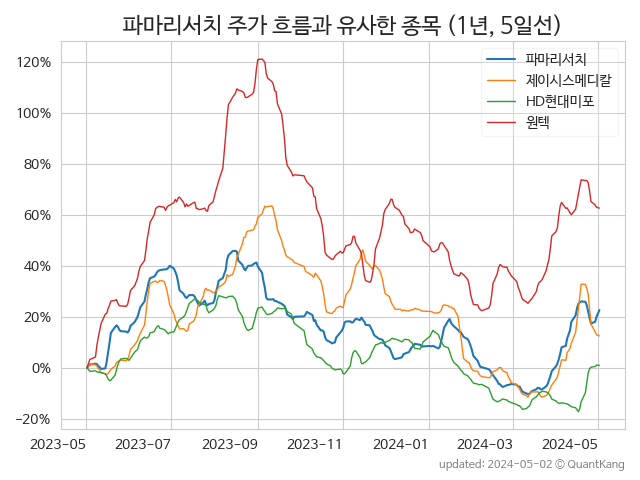 파마리서치 주가 흐름과 유사한 종목 (1년, 5일선)
파마리서치
제이시스메디칼
HD현대미포
원텍
120%
100%
80%
60%
40%
20%
0%
−20%
2023-05
2023-07
2023-09
2023-11
2024-01
2024-03
2024-05
updated: 2024-05-02 © QuantKang